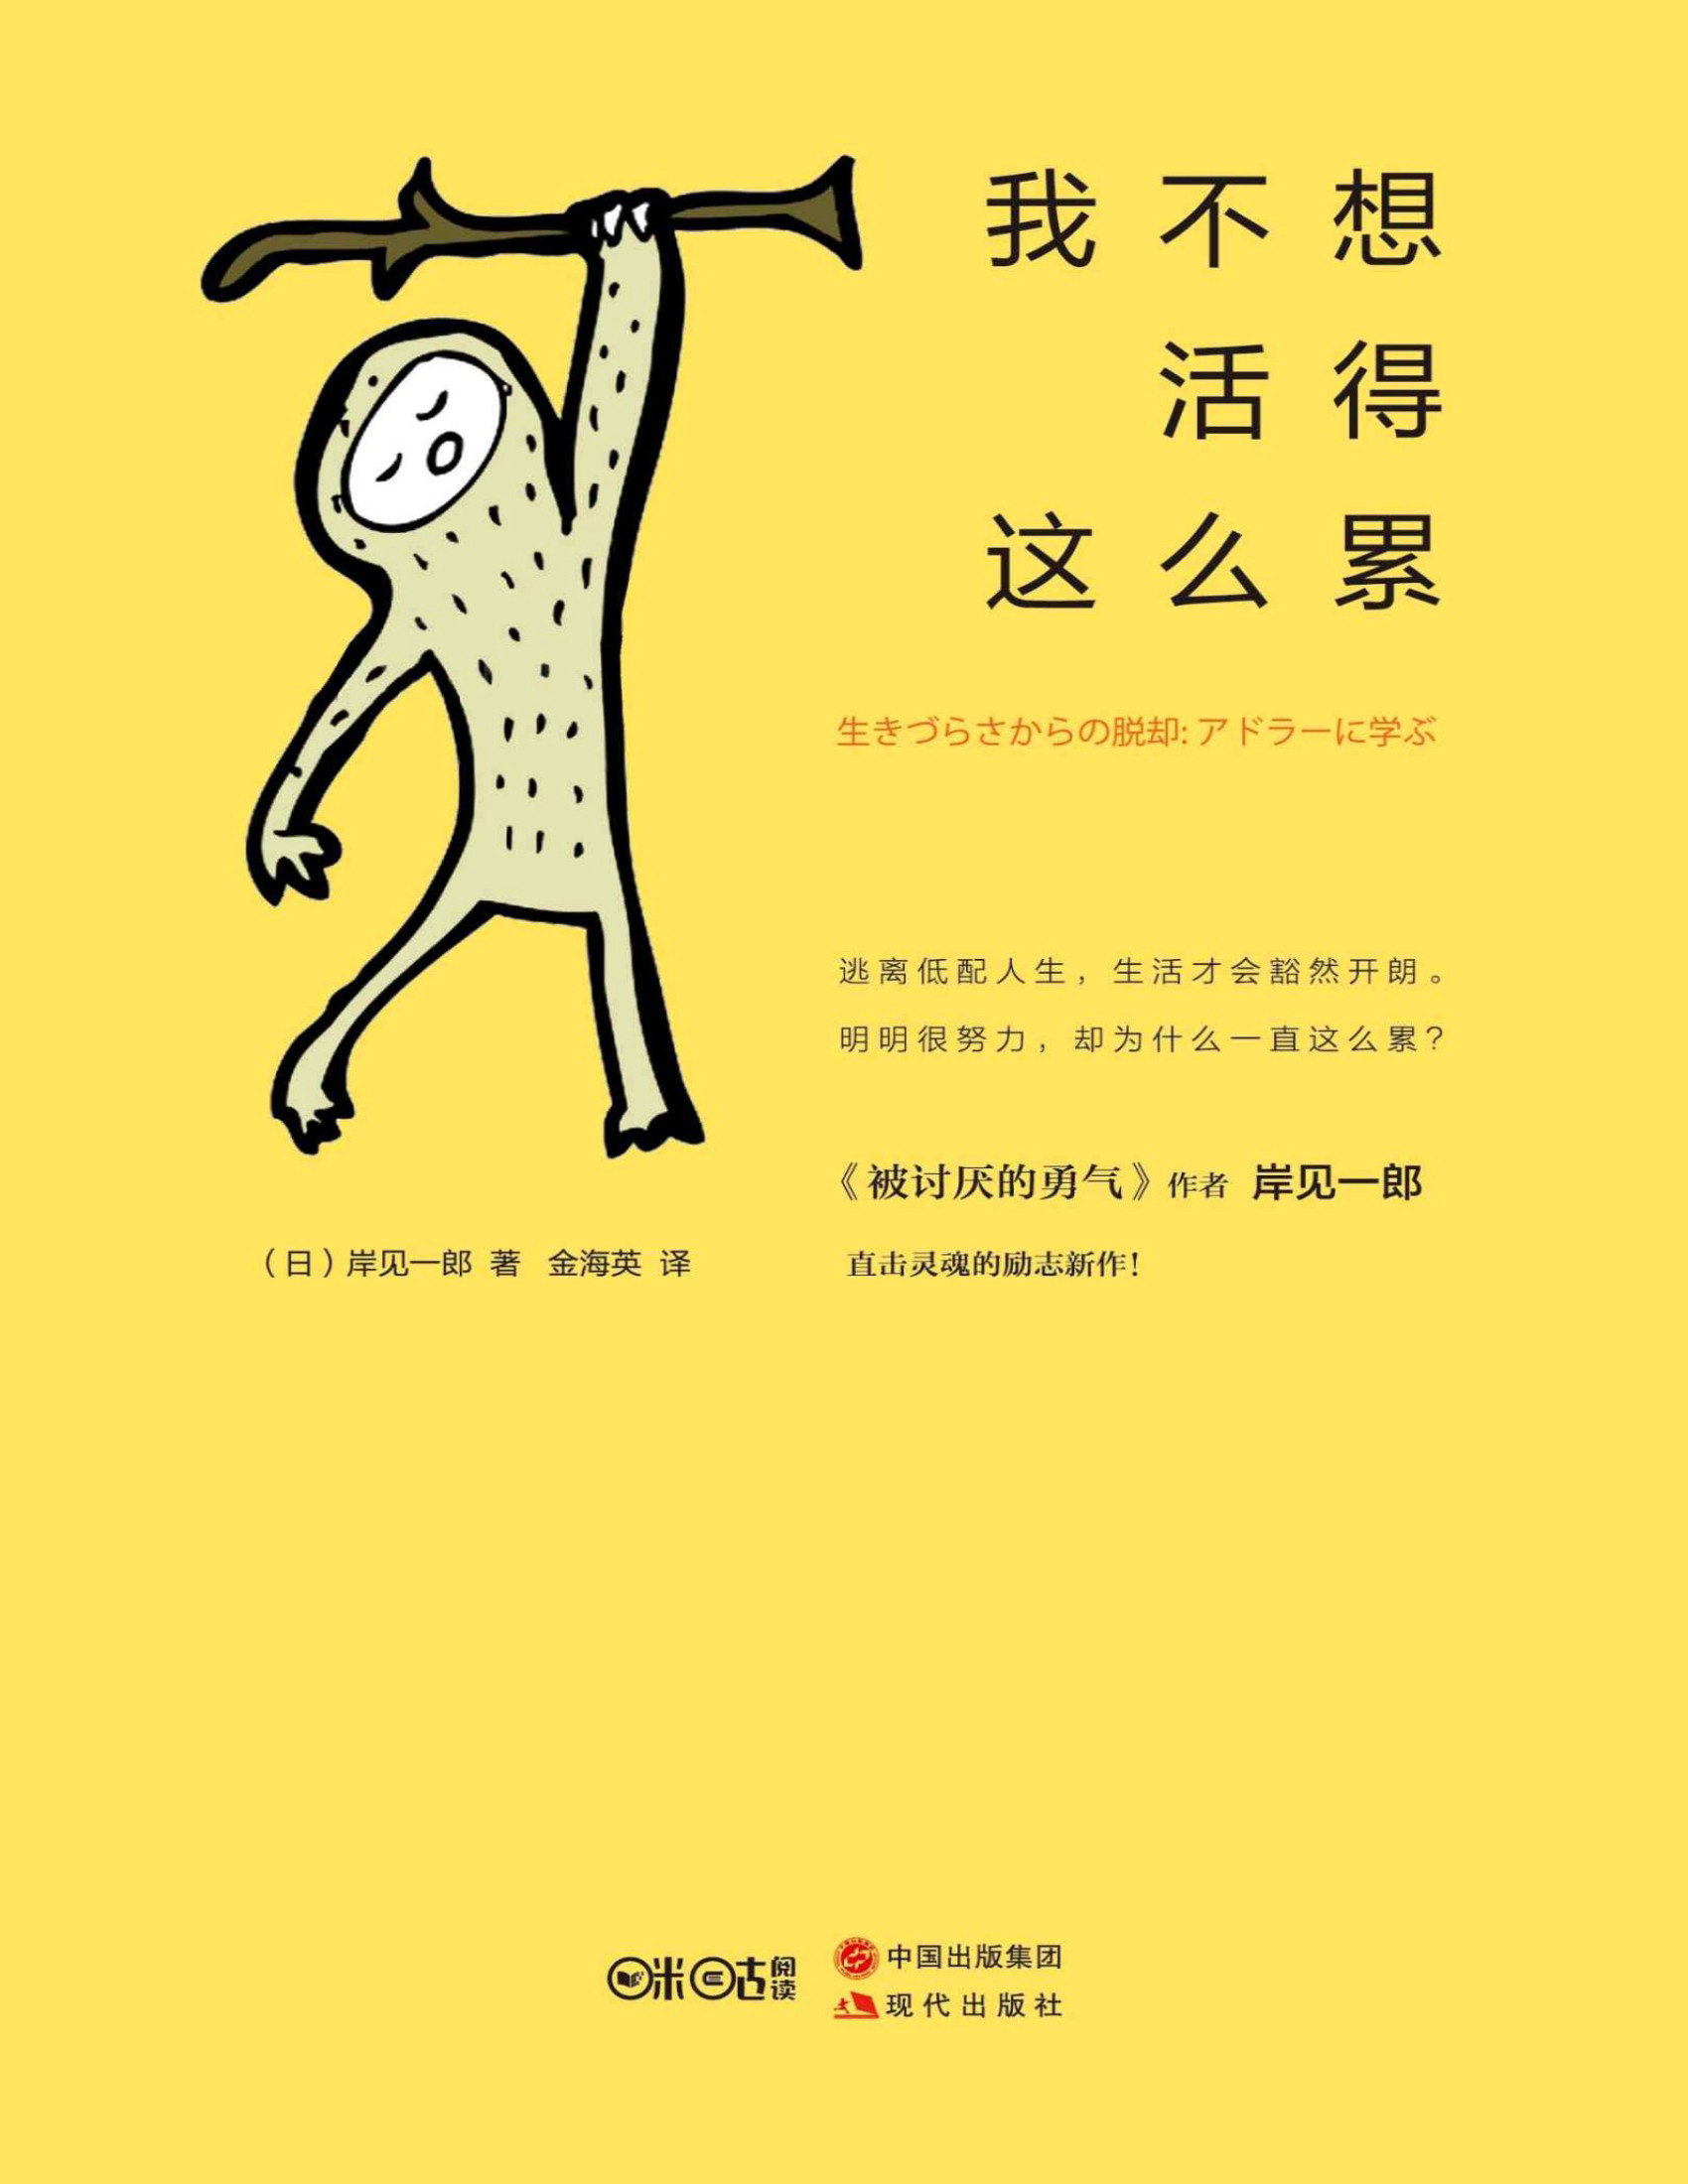 我不想
活得
这么累
生きづらさからの脱却: アドラーに学ぶ
逃离低配人生，生活才会豁然开朗。
明明很努力，却为什么一直这么累？
《被讨厌的勇气》作者 岸见一郎
（日）岸见一郎 著 金海英 译
直击灵魂的励志新作！
咪咕阅读
中国出版集团
现代出版社